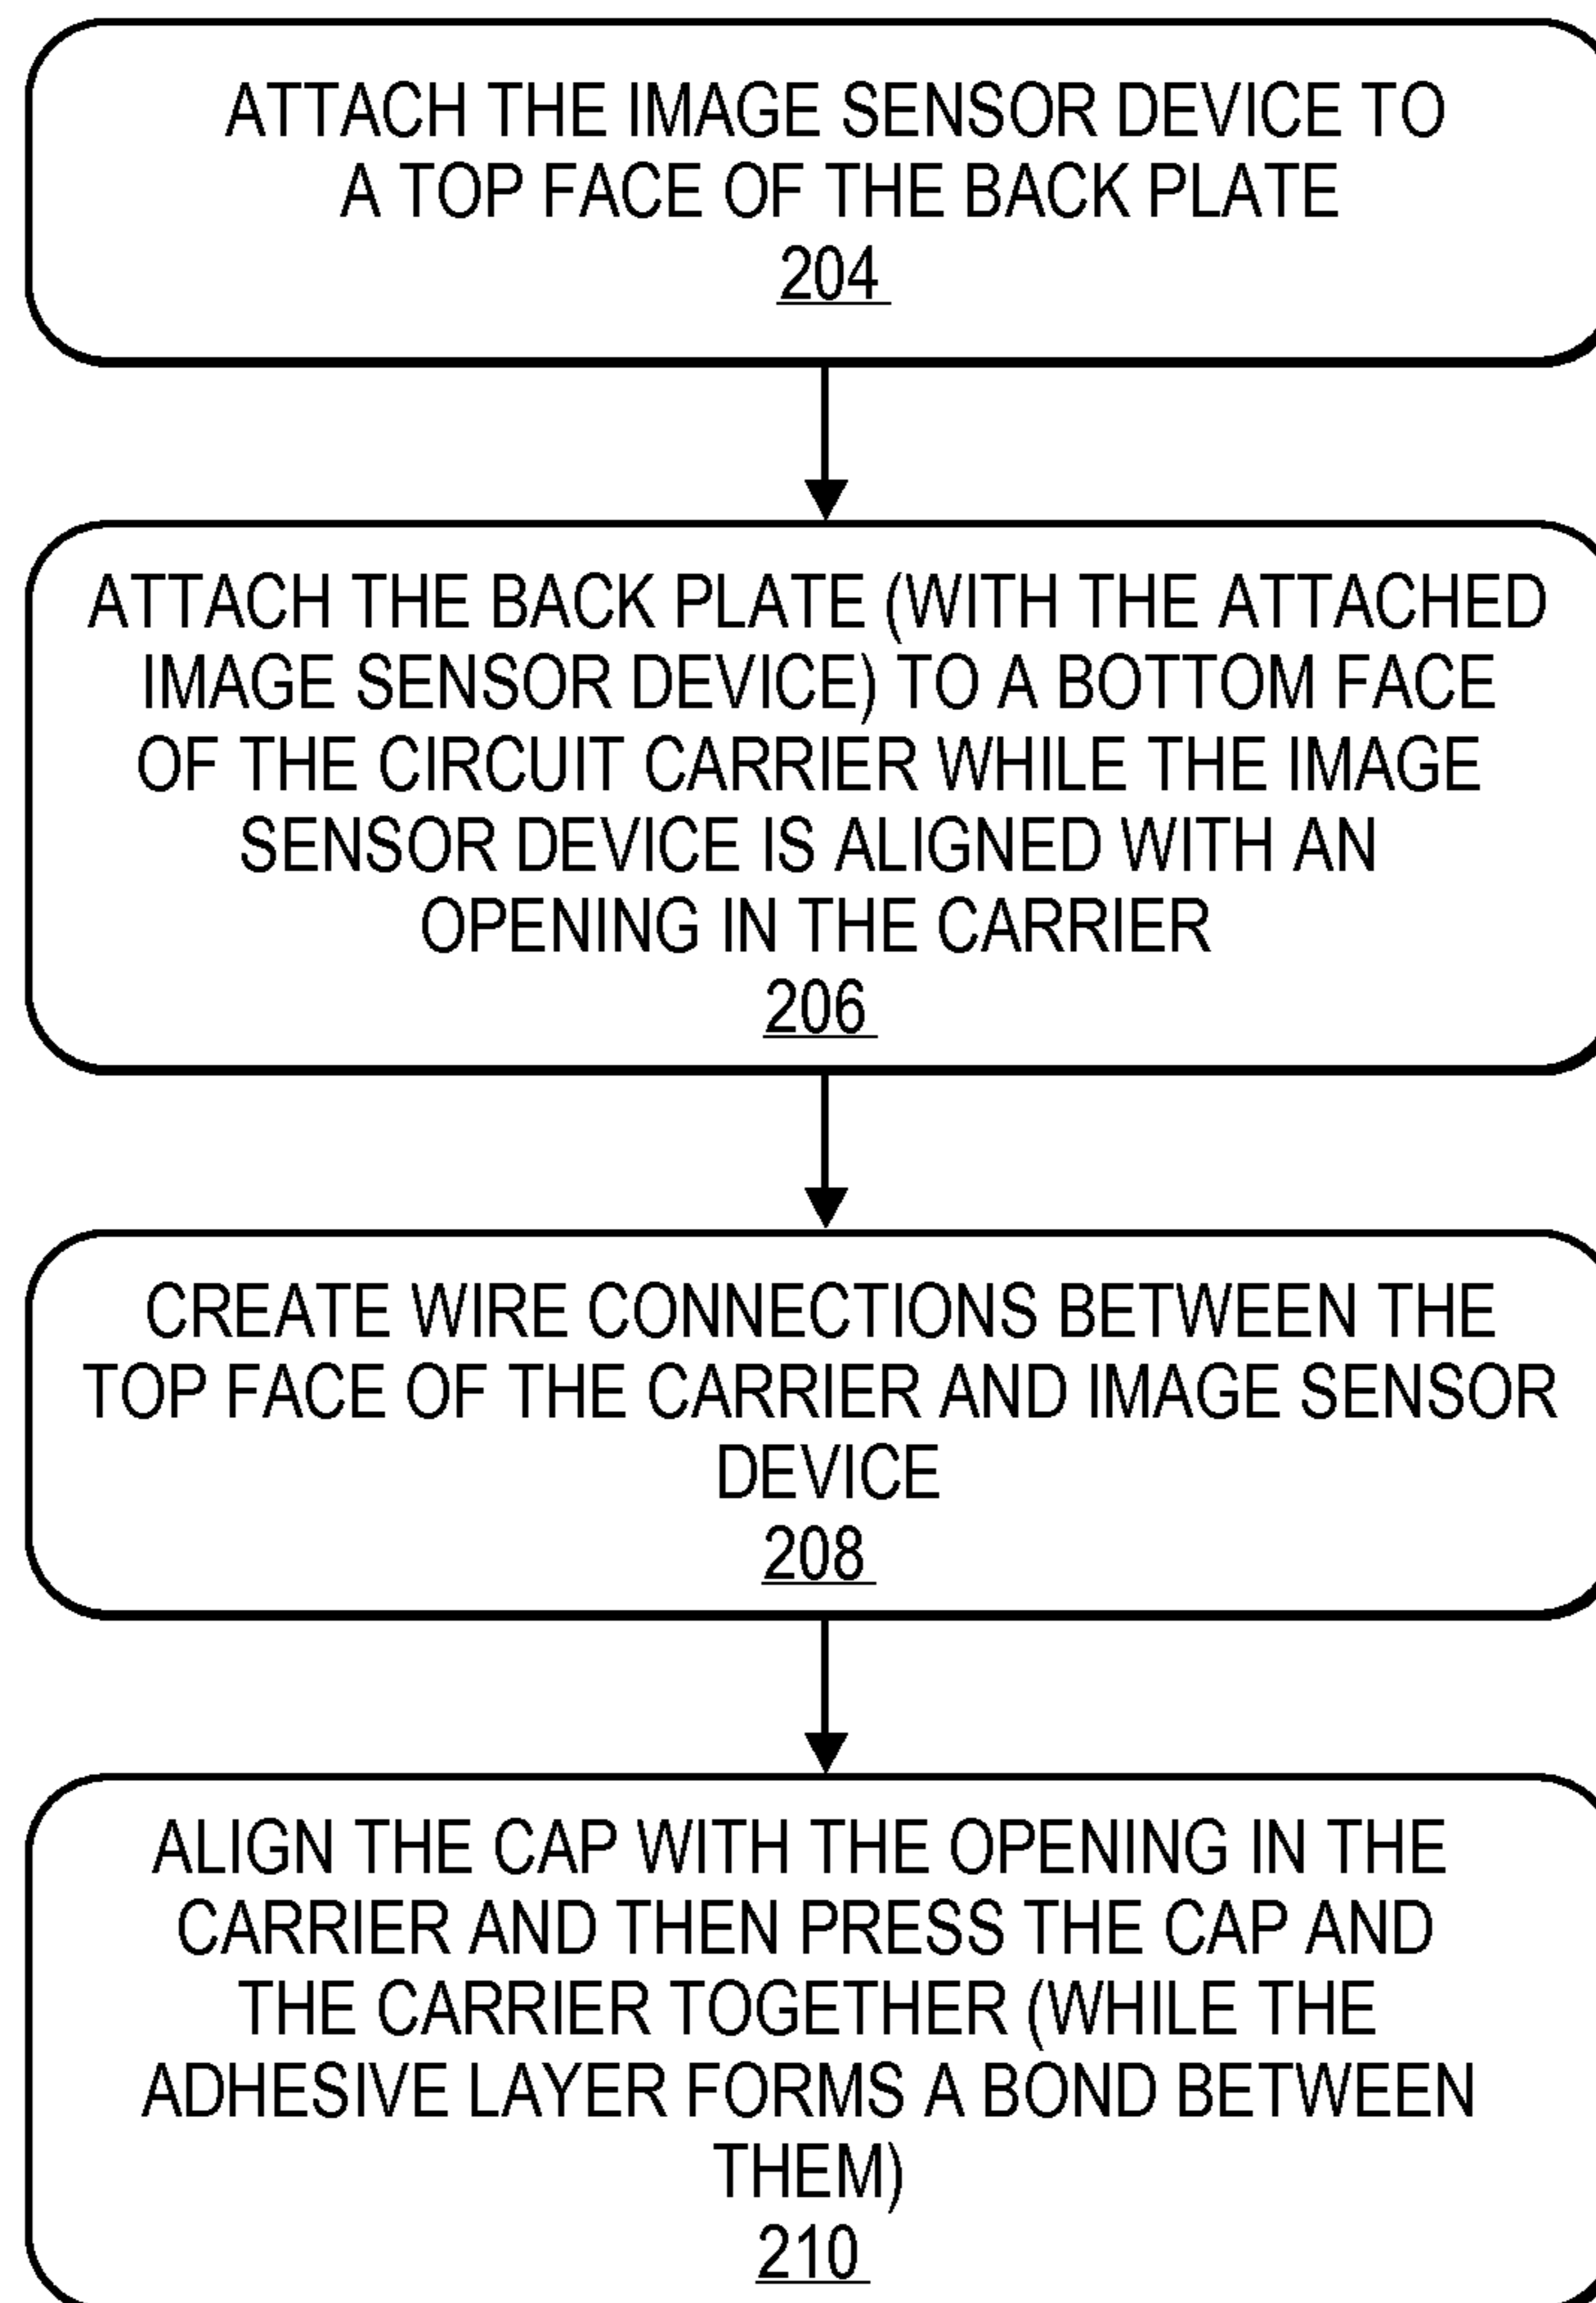 ATTACH THE IMAGE SENSOR DEVICE TO
A TOP FACE OF THE BACK PLATE
204
ATTACH THE BACK PLATE (WITH THE ATTACHED
IMAGE SENSOR DEVICE) TO A BOTTOM FACE
OF THE CIRCUIT CARRIER WHILE THE IMAGE
SENSOR DEVICE IS ALIGNED WITH AN
OPENING IN THE CARRIER
206
CREATE WIRE CONNECTIONS BETWEEN THE
TOP FACE OF THE CARRIER AND IMAGE SENSOR
DEVICE
208
ALIGN THE CAP WITH THE OPENING IN THE
CARRIER AND THEN PRESS THE CAP AND
THE CARRIER TOGETHER (WHILE THE
ADHESIVE LAYER FORMS A BOND BETWEEN
THEM)
210